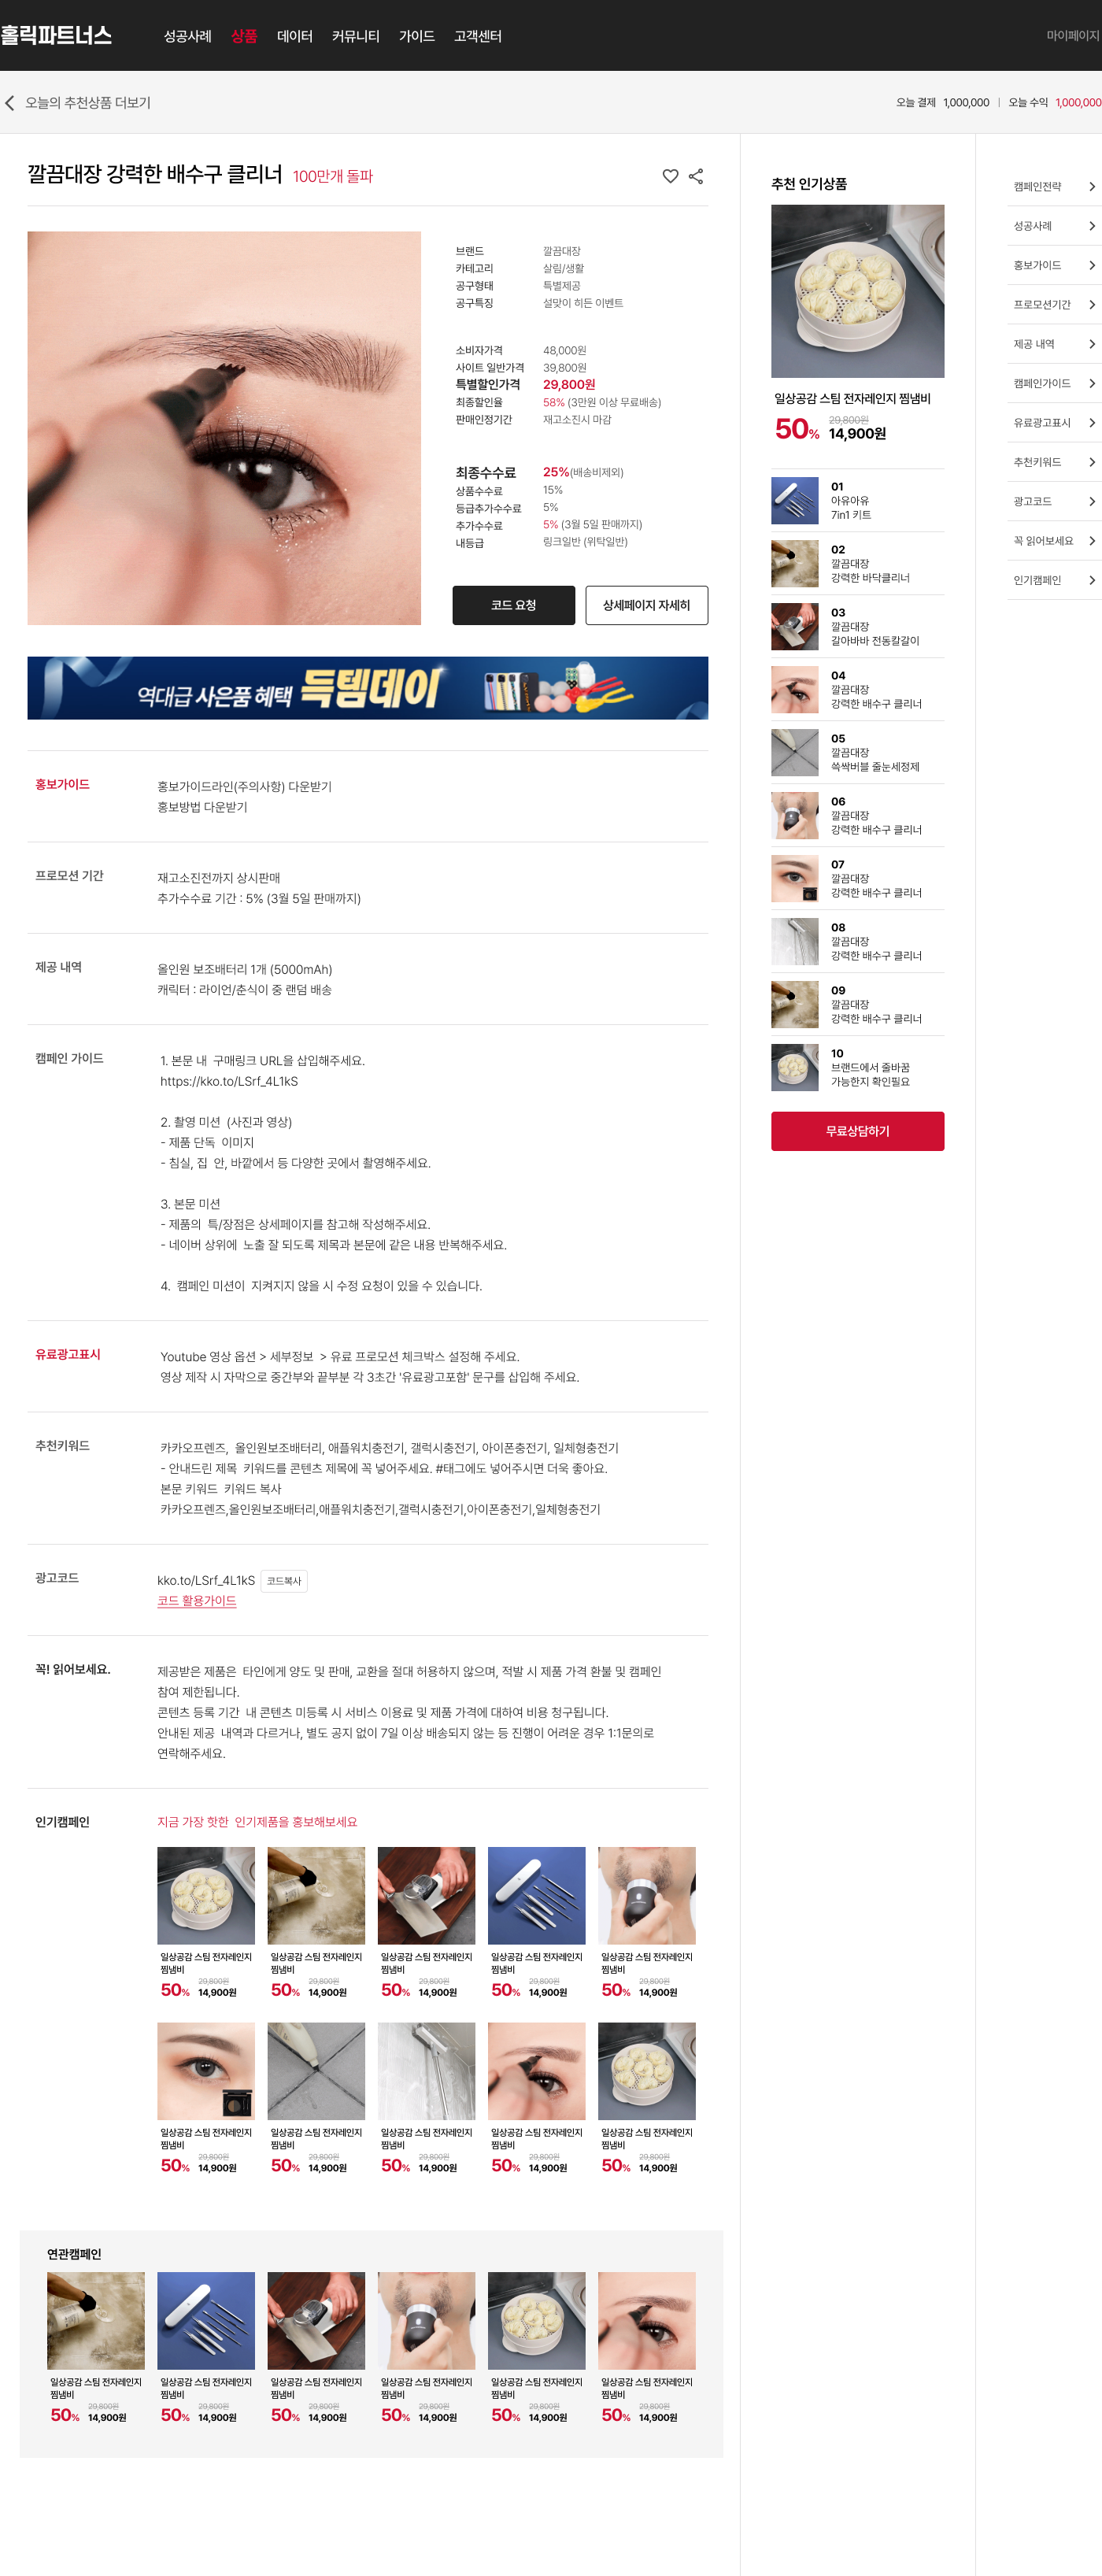 홀릭파트너스
성공사례 상품 데이터 커뮤니티 가이드 고객센터
마이페이지
오늘의 추천상품 더보기
오늘 결제 1,000,000 | 오늘 수익 1,000,000
깔끔대장 강력한 배수구 클리너 100만개 돌파
브랜드 깔끔대장
카테고리 살림/생활
공구형태 특별제공
공구특징 설맞이 히든 이벤트
소비자가격 48,000원
사이트 일반가격 39,800원
특별할인가격 29,800원
최종할인율 58% (3만원 이상 무료배송)
판매인정기간 재고소진시 마감
최종수수료 25%(배송비제외)
상품수수료 15%
등급추가수수료 5%
추가수수료 5% (3월 5일 판매까지)
내등급 링크일반 (위탁일반)
코드 요청
상세페이지 자세히
역대급 사은품 혜택 득템데이
홍보가이드
홍보가이드라인(주의사항) 다운받기
홍보방법 다운받기
프로모션 기간
재고소진전까지 상시판매
추가수수료 기간 : 5% (3월 5일 판매까지)
제공 내역
올인원 보조배터리 1개 (5000mAh)
캐릭터 : 라이언/춘식이 중 랜덤 배송
캠페인 가이드
1. 본문 내 구매링크 URL을 삽입해주세요.
https://kko.to/LSrf_4L1kS
2. 촬영 미션 (사진과 영상)
- 제품 단독 이미지
- 침실, 집 안, 바깥에서 등 다양한 곳에서 촬영해주세요.
3. 본문 미션
- 제품의 특/장점은 상세페이지를 참고해 작성해주세요.
- 네이버 상위에 노출 잘 되도록 제목과 본문에 같은 내용 반복해주세요.
4. 캠페인 미션이 지켜지지 않을 시 수정 요청이 있을 수 있습니다.
유료광고표시
Youtube 영상 옵션 > 세부정보 > 유료 프로모션 체크박스 설정해 주세요.
영상 제작 시 자막으로 중간부와 끝부분 각 3초간 '유료광고포함' 문구를 삽입해 주세요.
추천키워드
카카오프렌즈, 올인원보조배터리, 애플워치충전기, 갤럭시충전기, 아이폰충전기, 일체형충전기
- 안내드린 제목 키워드를 콘텐츠 제목에 꼭 넣어주세요. #태그에도 넣어주시면 더욱 좋아요.
본문 키워드 키워드 복사
카카오프렌즈,올인원보조배터리,애플워치충전기,갤럭시충전기,아이폰충전기,일체형충전기
광고코드
kko.to/LSrf_4L1kS 코드복사
코드 활용가이드
꼭! 읽어보세요.
제공받은 제품은 타인에게 양도 및 판매, 교환을 절대 허용하지 않으며, 적발 시 제품 가격 환불 및 캠페인
참여 제한됩니다.
콘텐츠 등록 기간 내 콘텐츠 미등록 시 서비스 이용료 및 제품 가격에 대하여 비용 청구됩니다.
안내된 제공 내역과 다르거나, 별도 공지 없이 7일 이상 배송되지 않는 등 진행이 어려운 경우 1:1문의로
연락해주세요.
인기캠페인
지금 가장 핫한 인기제품을 홍보해보세요
일상공감 스팀 전자레인지
찜냄비
29,800원
50% 14,900원
일상공감 스팀 전자레인지
찜냄비
29,800원
50% 14,900원
일상공감 스팀 전자레인지
찜냄비
29,800원
50% 14,900원
일상공감 스팀 전자레인지
찜냄비
29,800원
50% 14,900원
일상공감 스팀 전자레인지
찜냄비
29,800원
50% 14,900원
일상공감 스팀 전자레인지
찜냄비
29,800원
50% 14,900원
일상공감 스팀 전자레인지
찜냄비
29,800원
50% 14,900원
일상공감 스팀 전자레인지
찜냄비
29,800원
50% 14,900원
일상공감 스팀 전자레인지
찜냄비
29,800원
50% 14,900원
일상공감 스팀 전자레인지
찜냄비
29,800원
50% 14,900원
연관캠페인
일상공감 스팀 전자레인지
찜냄비
29,800원
50% 14,900원
일상공감 스팀 전자레인지
찜냄비
29,800원
50% 14,900원
일상공감 스팀 전자레인지
찜냄비
29,800원
50% 14,900원
일상공감 스팀 전자레인지
찜냄비
29,800원
50% 14,900원
일상공감 스팀 전자레인지
찜냄비
29,800원
50% 14,900원
일상공감 스팀 전자레인지
찜냄비
29,800원
50% 14,900원
추천 인기상품
일상공감 스팀 전자레인지 찜냄비
29,800원
50% 14,900원
01
아유아유
7in1 키트
02
깔끔대장
강력한 바닥클리너
03
깔끔대장
갈아바바 전동칼갈이
04
깔끔대장
강력한 배수구 클리너
05
깔끔대장
쓱싹버블 줄눈세정제
06
깔끔대장
강력한 배수구 클리너
07
깔끔대장
강력한 배수구 클리너
08
깔끔대장
강력한 배수구 클리너
09
깔끔대장
강력한 배수구 클리너
10
브랜드에서 줄바꿈
가능한지 확인필요
무료상담하기
캠페인전략
성공사례
홍보가이드
프로모션기간
제공 내역
캠페인가이드
유료광고표시
추천키워드
광고코드
꼭 읽어보세요
인기캠페인